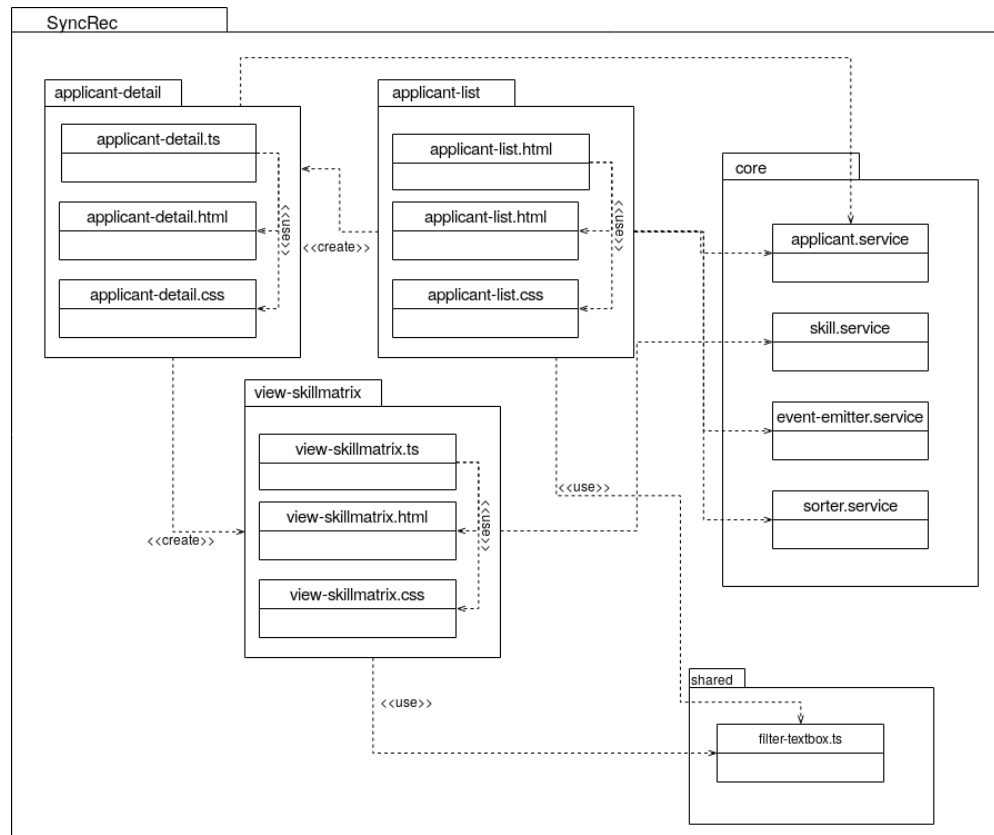 SyncRec
applicant-detail
applicant-detail.ts
applicant-detail.html
applicant-detail.css
<<use>>
<<create>>
applicant-list
applicant-list.html
applicant-list.html
applicant-list.css
<<use>>
core
applicant.service
skill.service
event-emitter.service
sorter.service
view-skillmatrix
view-skillmatrix.ts
view-skillmatrix.html
view-skillmatrix.css
<<use>>
<<create>>
<<use>>
<<use>>
shared
filter-textbox.ts